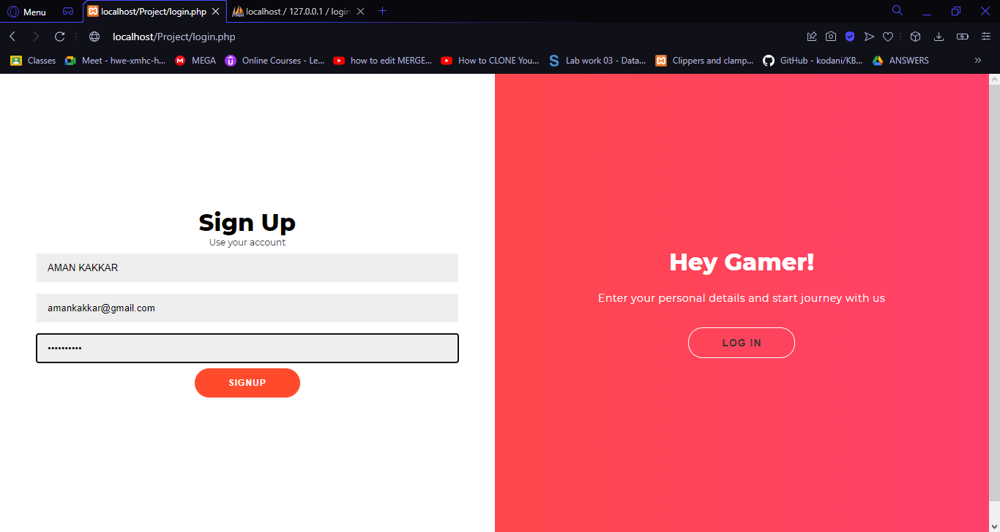 Menu
localhost/Project/login.php
localhost / 127.0.0.1 / login
localhost/Project/login.php
Classes
Meet - hwe-xmhc-h...
MEGA
Online Courses - Le...
how to edit MERGE...
How to CLONE You...
Lab work 03 - Data...
Clippers and clamp...
GitHub - kodani/KB...
ANSWERS
Sign Up
Use your account
AMAN KAKKAR
amankakkar@gmail.com
••••••••••
SIGNUP
Hey Gamer!
Enter your personal details and start journey with us
LOG IN